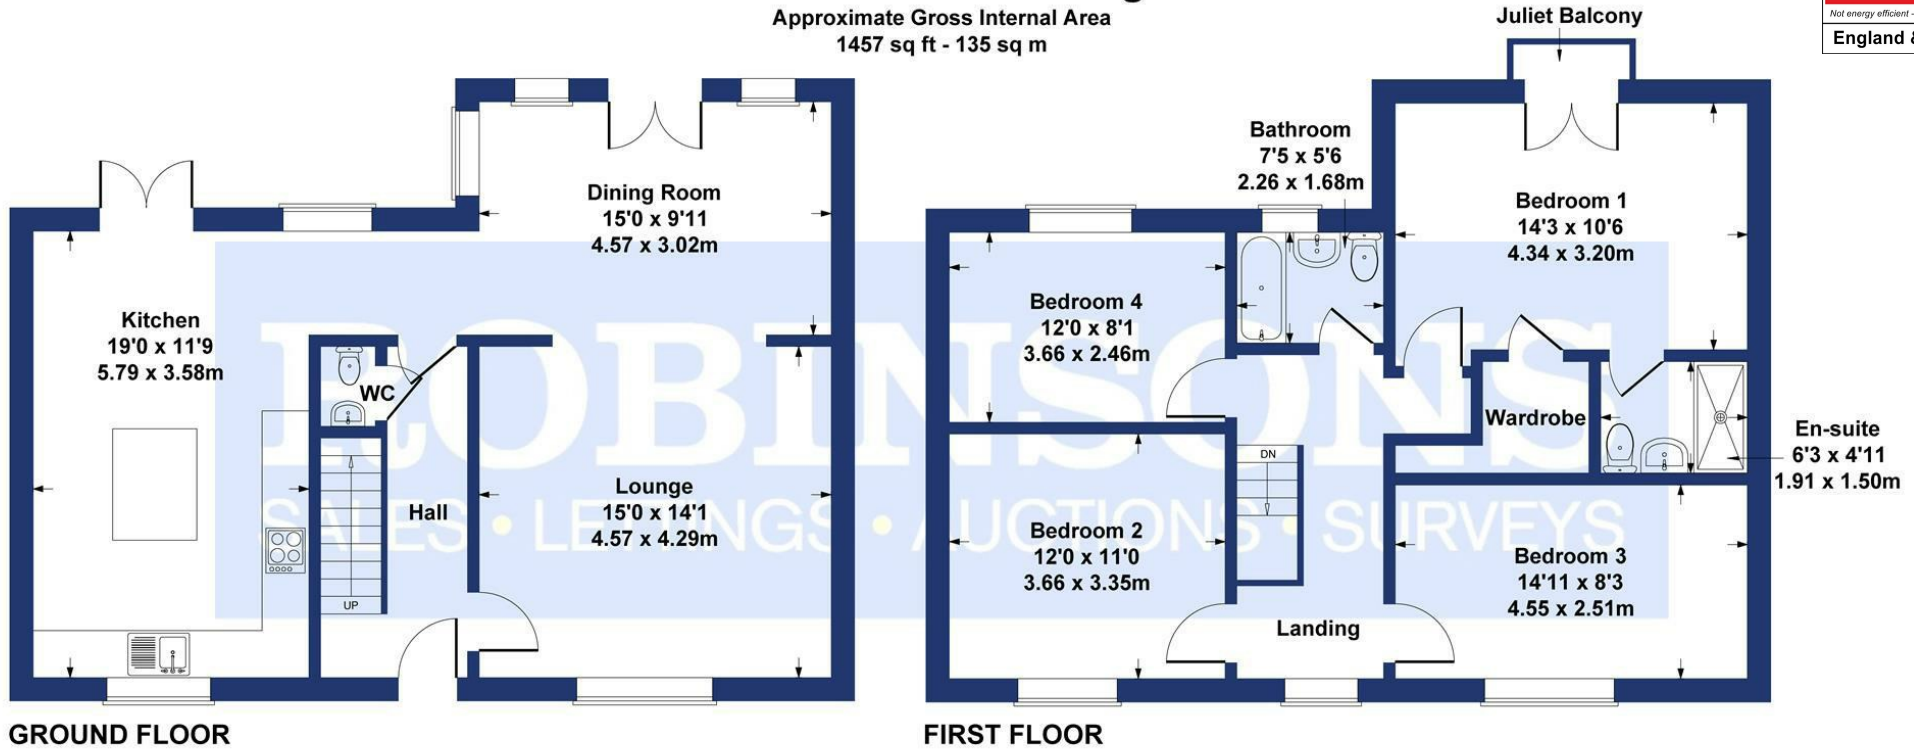 Approximate Gross Internal Area
1457 sq ft - 135 sq m
Not energy efficient -
England &
Juliet Balcony
Dining Room
15'0 x 9'11
4.57 x 3.02m
Kitchen
19'0 x 11'9
5.79 x 3.58m
WC
Hall
UP
Lounge
15'0 x 14'1
4.57 x 4.29m
GROUND FLOOR
Bathroom
7'5 x 5'6
2.26 x 1.68m
Bedroom 1
14'3 x 10'6
4.34 x 3.20m
Bedroom 4
12'0 x 8'1
3.66 x 2.46m
Wardrobe
En-suite
6'3 x 4'11
1.91 x 1.50m
DN
Bedroom 2
12'0 x 11'0
3.66 x 3.35m
Bedroom 3
14'11 x 8'3
4.55 x 2.51m
Landing
FIRST FLOOR
ROBINSONS
SALES • LETTINGS • AUCTIONS • SURVEYS